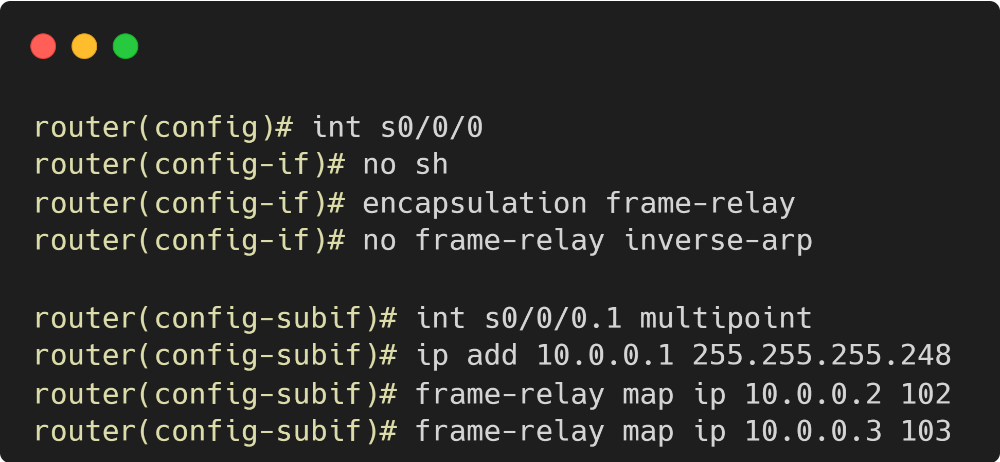 router(config)# int s0/0/0
router(config-if)# no sh
router(config-if)# encapsulation frame-relay
router(config-if)# no frame-relay inverse-arp
router(config-subif)# int s0/0/0.1 multipoint
router(config-subif)# ip add 10.0.0.1 255.255.255.248
router(config-subif)# frame-relay map ip 10.0.0.2 102
router(config-subif)# frame-relay map ip 10.0.0.3 103